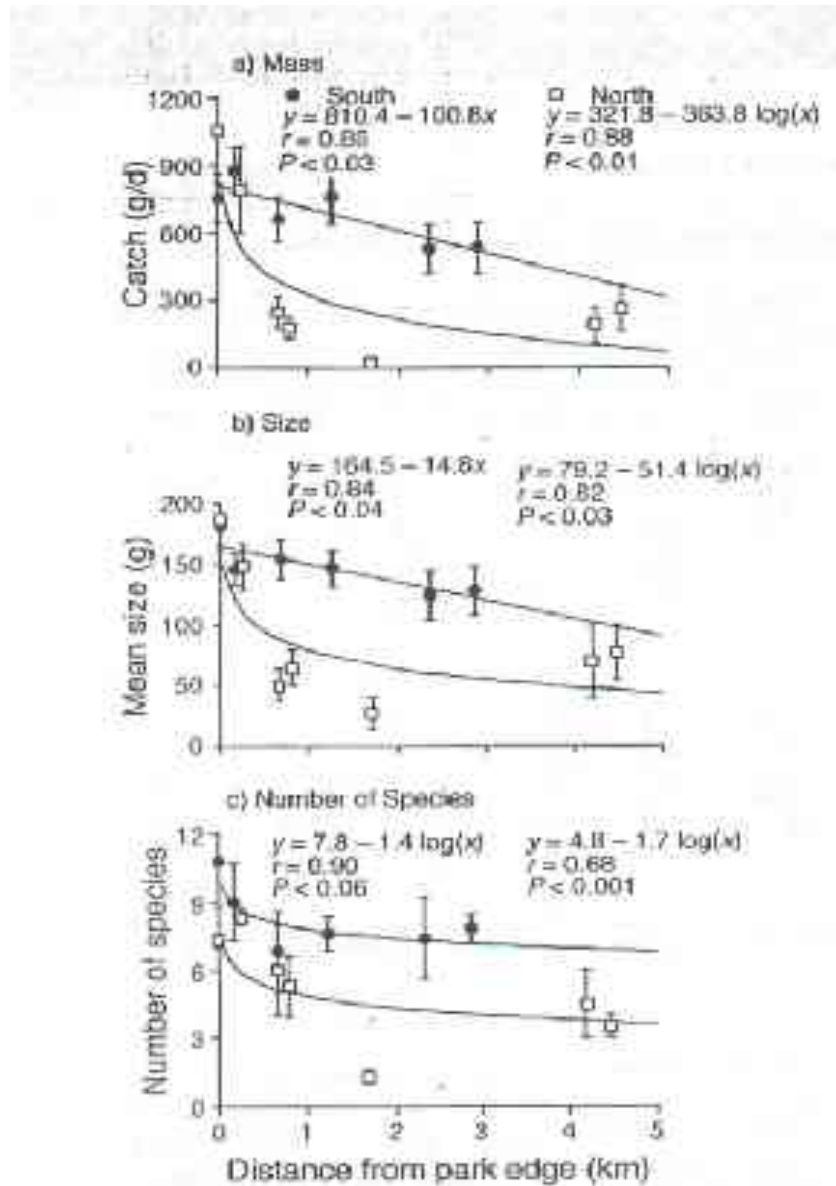 a) Mass
South
North
y = 810.4 – 100.8x
y = 321.8 – 363.8 log(x)
r = 0.86
r = 0.88
P < 0.03
P < 0.01
1200
900
600
300
0
Catch (g/d)
b) Size
y = 164.5 – 14.8x
y = 79.2 – 51.4 log(x)
r = 0.84
r = 0.82
P < 0.04
P < 0.03
200
150
100
50
0
Mean size (g)
c) Number of Species
y = 7.8 – 1.4 log(x)
y = 4.8 – 1.7 log(x)
r = 0.90
r = 0.68
P < 0.06
P < 0.001
12
9
6
3
0
Number of species
0 1 2 3 4 5
Distance from park edge (km)